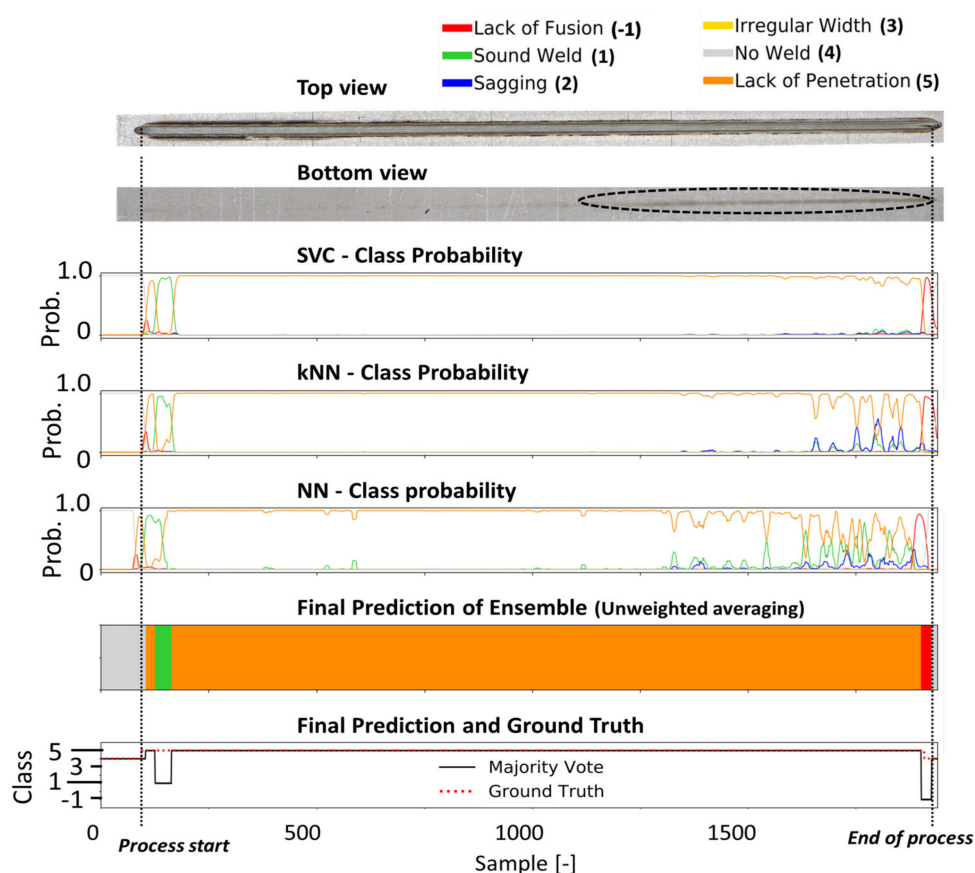 Lack of Fusion (-1)
Sound Weld (1)
Sagging (2)
Irregular Width (3)
No Weld (4)
Lack of Penetration (5)
Top view
Bottom view
SVC - Class Probability
1.0
Prob.
0
kNN - Class Probability
1.0
Prob.
0
NN - Class probability
1.0
Prob.
0
Final Prediction of Ensemble (Unweighted averaging)
Final Prediction and Ground Truth
Class
5
3
1
-1
Majority Vote
Ground Truth
0
500
1000
1500
Process start
End of process
Sample [-]